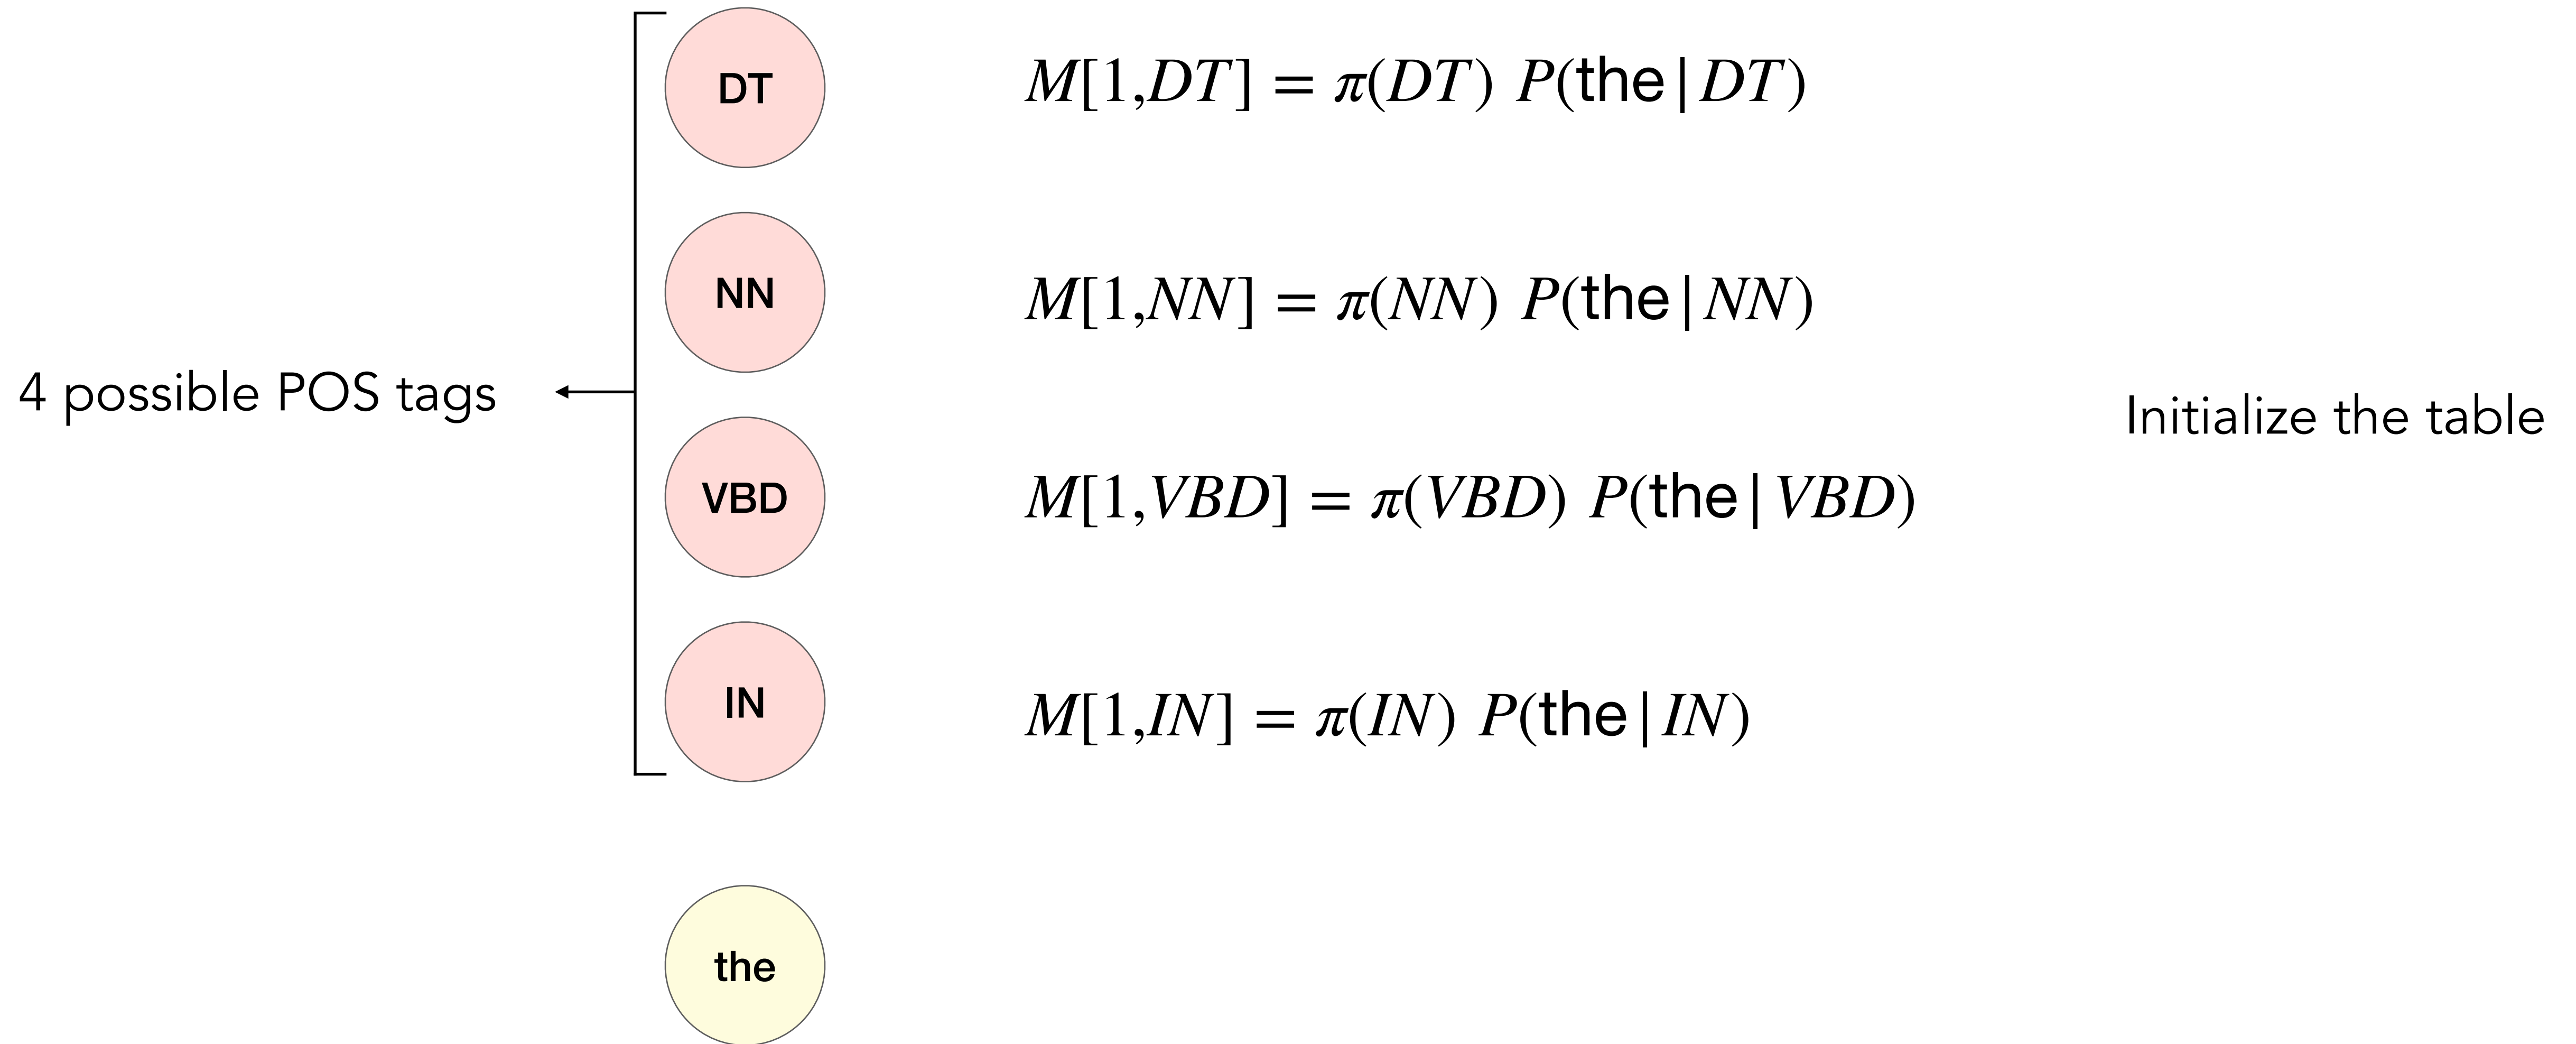 DT
M[1,DT] = π(DT) P(the|DT)
NN
M[1,NN] = π(NN) P(the|NN)
4 possible POS tags
Initialize the table
VBD
M[1,VBD] = π(VBD) P(the|VBD)
IN
M[1,IN] = π(IN) P(the|IN)
the